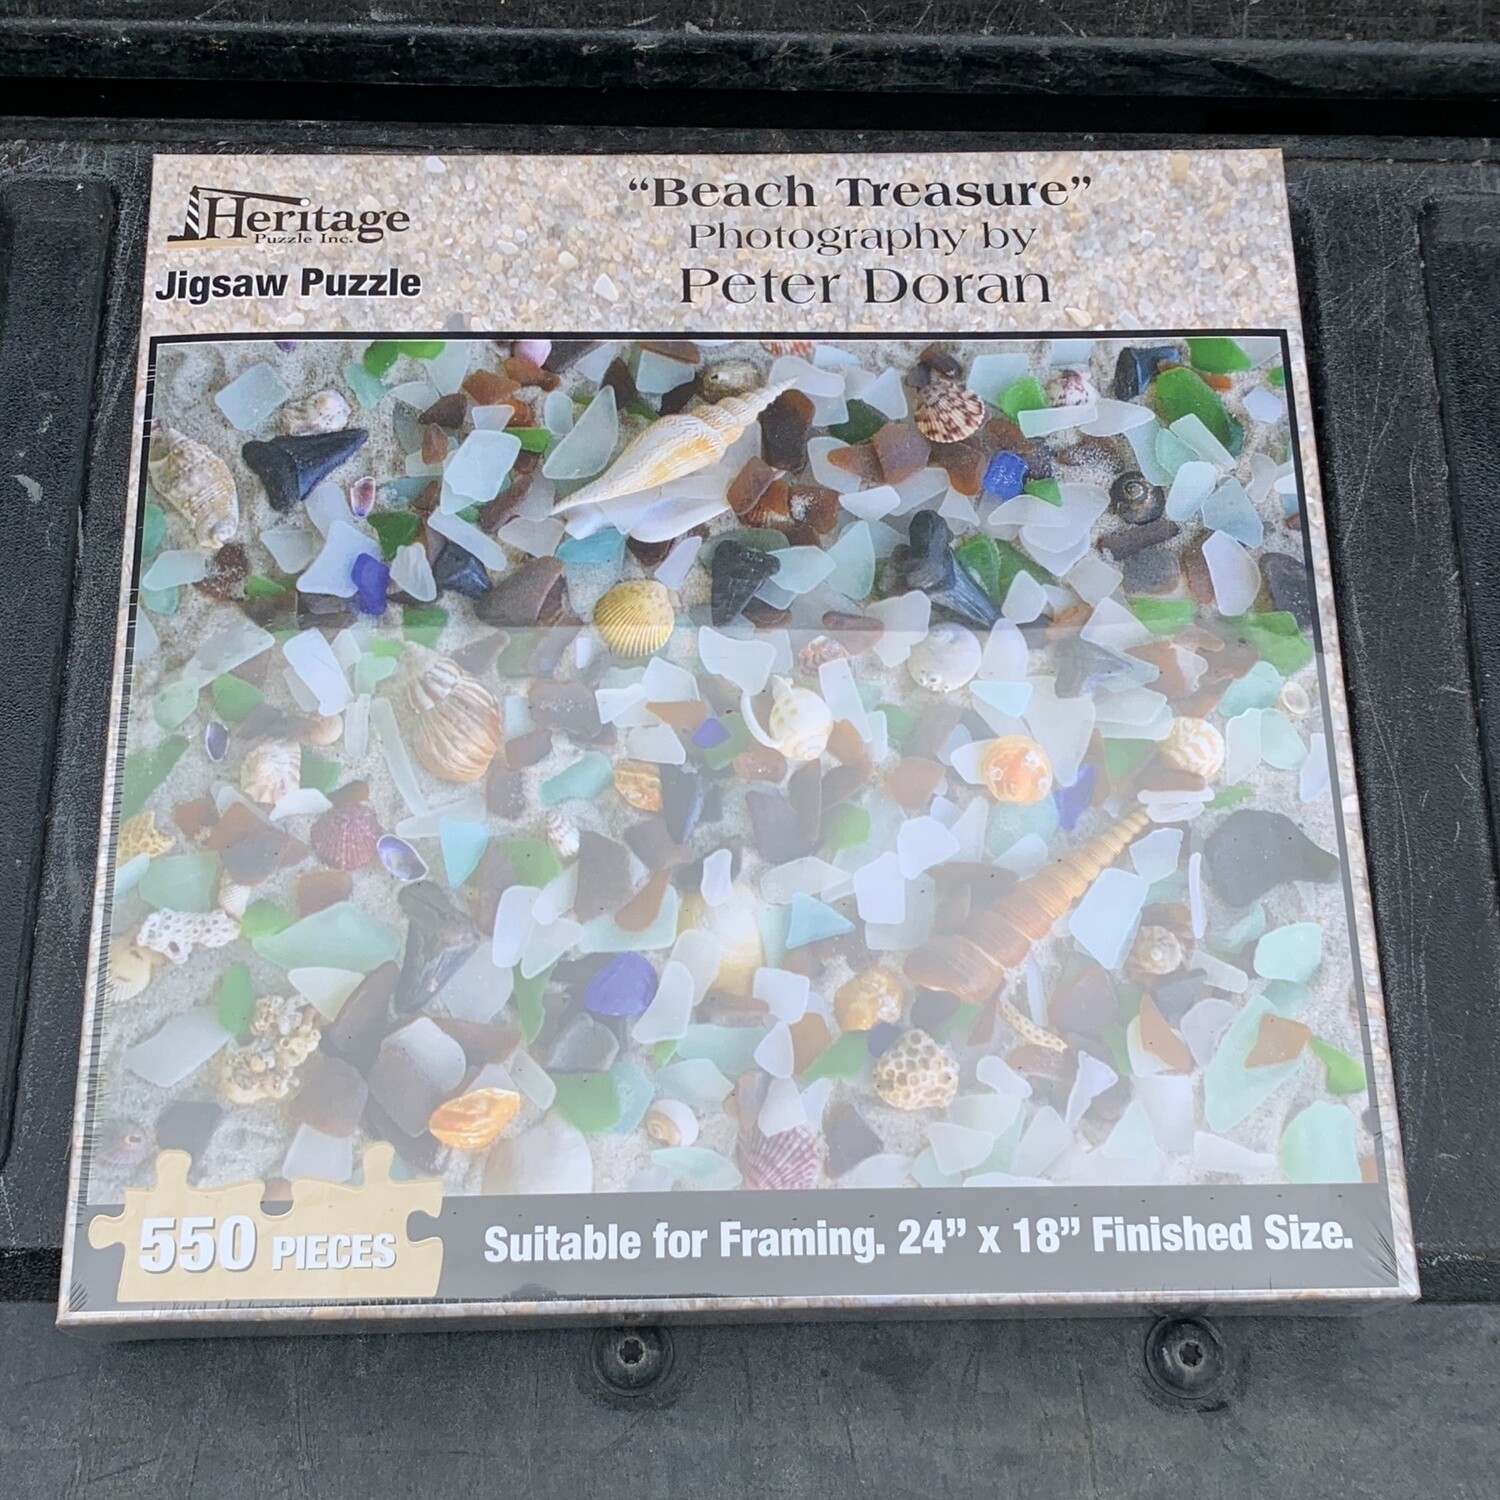 Heritage
Puzzle Inc.
Jigsaw Puzzle
“Beach Treasure”
Photography by
Peter Doran
550 PIECES
Suitable for Framing. 24” x 18” Finished Size.